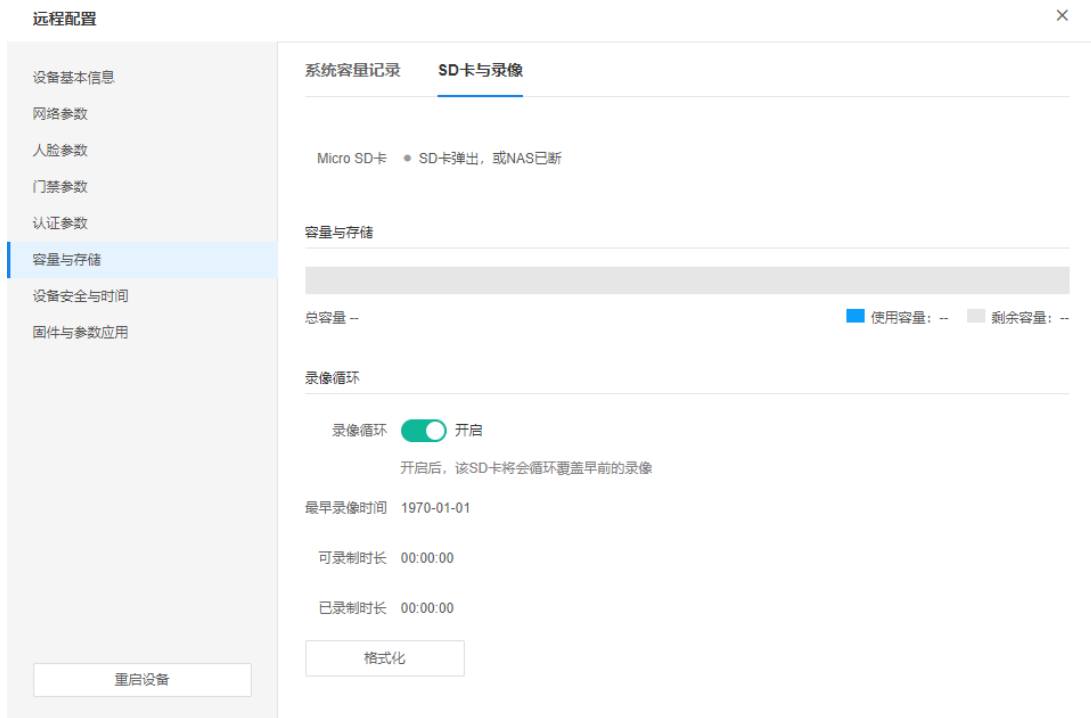 远程配置
设备基本信息
网络参数
人脸参数
门禁参数
认证参数
容量与存储
设备安全与时间
固件与参数应用
重启设备
系统容量记录 SD卡与录像
Micro SD卡 SD卡弹出，或NAS已断
容量与存储
总容量 -- 使用容量：-- 剩余容量：--
录像循环
录像循环 开启
开启后，该SD卡将会循环覆盖早前的录像
最早录像时间 1970-01-01
可录制时长 00:00:00
已录制时长 00:00:00
格式化